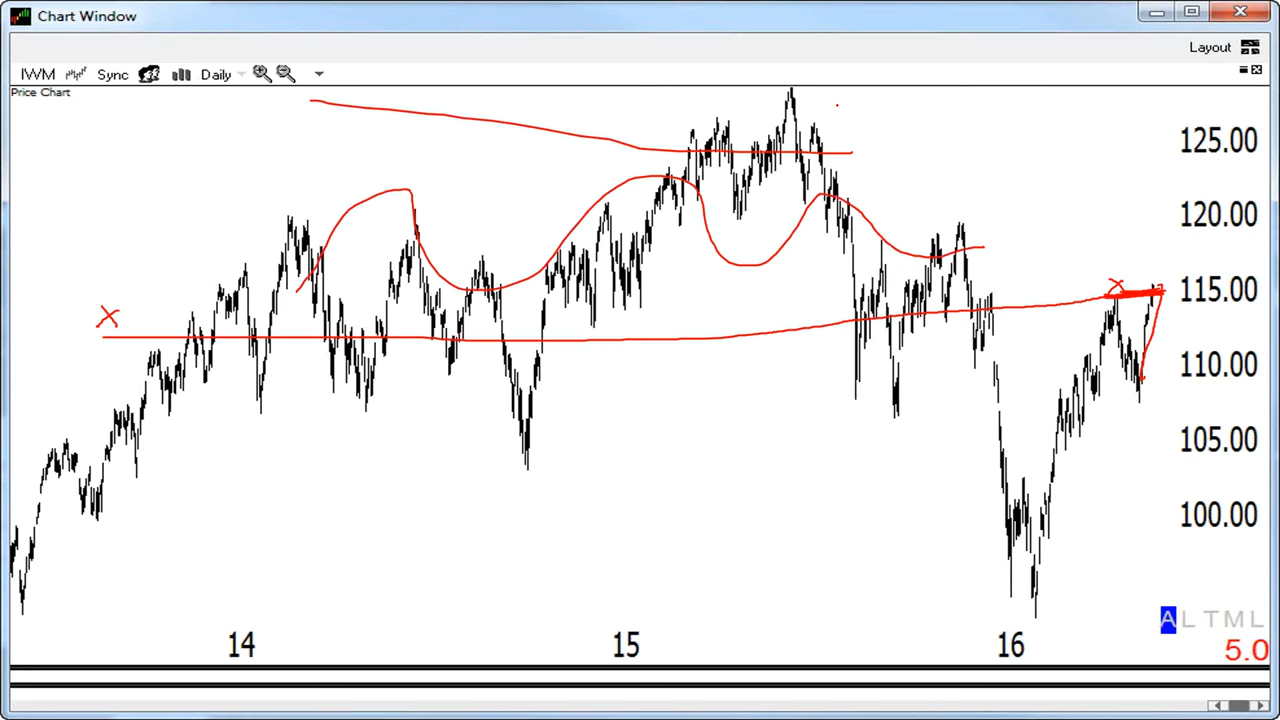 Chart Window
Layout
IWM Sync Daily
Price Chart
X
X
125.00
120.00
115.00
110.00
105.00
100.00
A L T M L
14 15 16
5.0